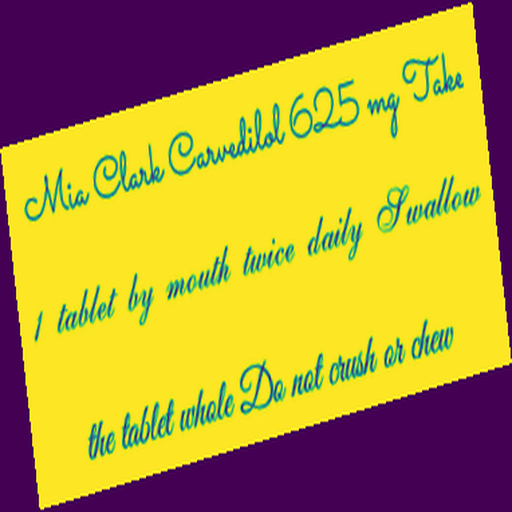 Mia Clark Carvedilol 625 mg Take
1 tablet by mouth twice daily Swallow
the tablet whole Do not crush or chew